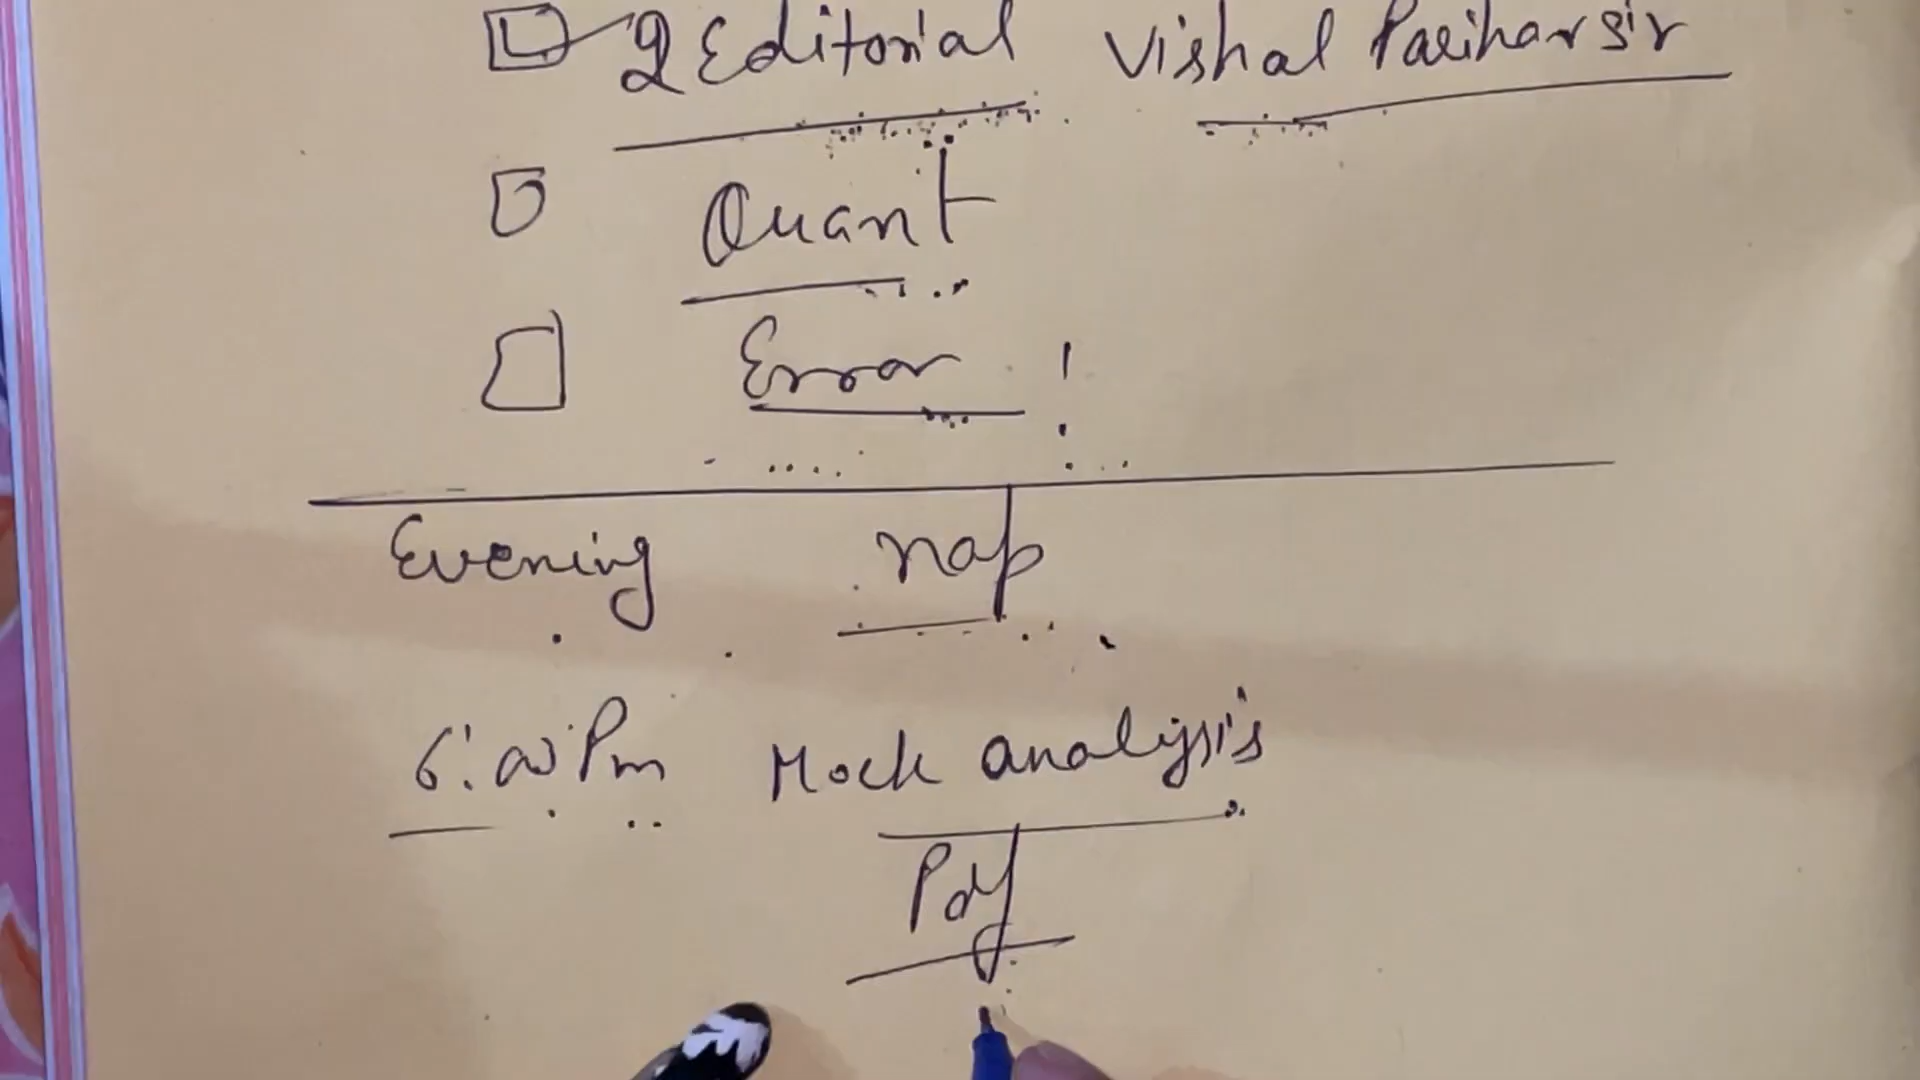 2 Editorial Vishal Parihar sir
Quant
Error !
Evening nap
6:00 Pm Mock analysis
Pdf